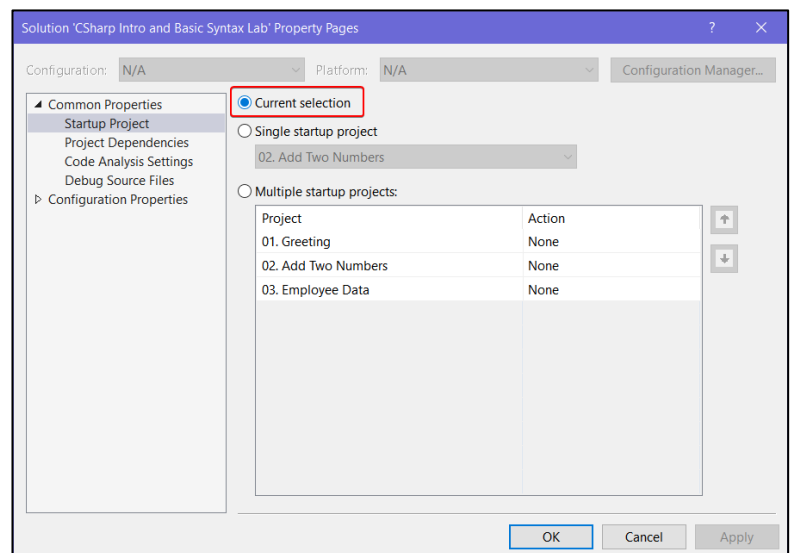 Solution 'CSharp Intro and Basic Syntax Lab' Property Pages ? ×
Configuration: N/A Platform: N/A Configuration Manager...
Common Properties
Startup Project
Project Dependencies
Code Analysis Settings
Debug Source Files
Configuration Properties
Current selection
Single startup project
02. Add Two Numbers
Multiple startup projects:
Project Action
01. Greeting None
02. Add Two Numbers None
03. Employee Data None
OK Cancel Apply